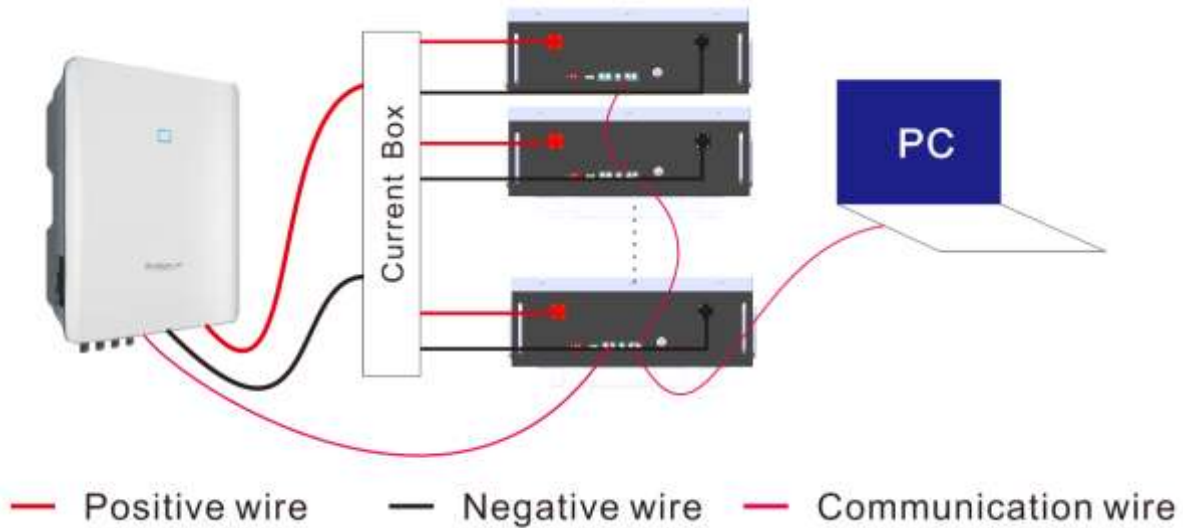 Current Box
PC
Positive wire
Negative wire
Communication wire